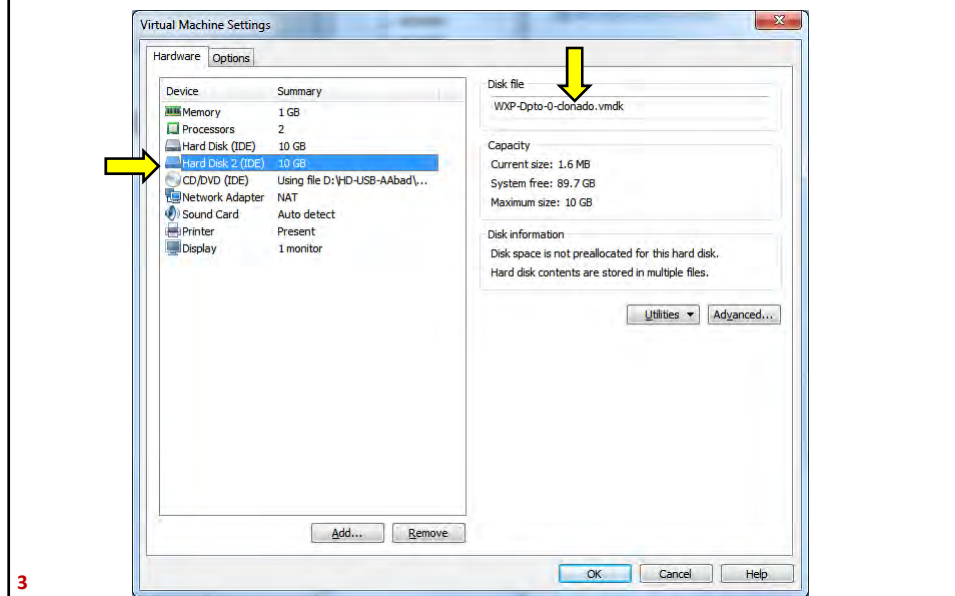 Virtual Machine Settings
Hardware Options
Device Summary
Memory 1 GB
Processors 2
Hard Disk (IDE) 10 GB
Hard Disk 2 (IDE) 10 GB
CD/DVD (IDE) Using file D:\HD-USB-AAbad\...
Network Adapter NAT
Sound Card Auto detect
Printer Present
Display 1 monitor
Add... Remove
Disk file
WXP-Dpto-0-clonado.vmdk
Capacity
Current size: 1.6 MB
System free: 89.7 GB
Maximum size: 10 GB
Disk information
Disk space is not preallocated for this hard disk.
Hard disk contents are stored in multiple files.
Utilities Advanced...
OK Cancel Help
3